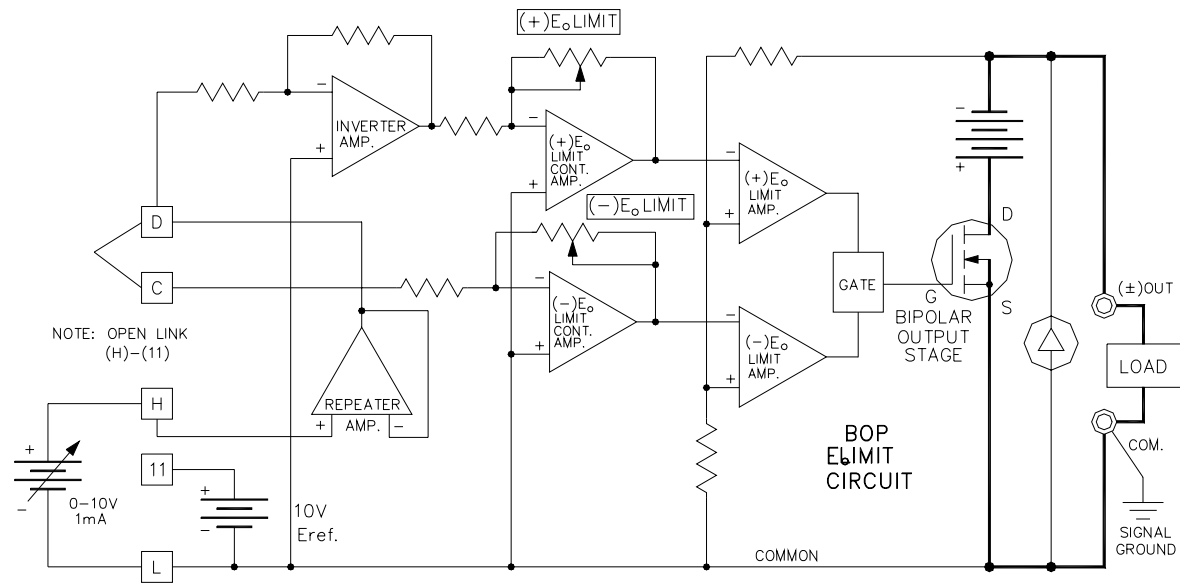 (+)EoLIMIT
INVERTER
AMP.
-
+
(+)Eo
LIMIT
CONT.
AMP.
-
+
(+)Eo
LIMIT
AMP.
-
+
-
+
D
G
S
BIPOLAR
OUTPUT
STAGE
GATE
(-)EoLIMIT
(-)Eo
LIMIT
CONT.
AMP.
-
+
(-)Eo
LIMIT
AMP.
-
+
D
C
NOTE: OPEN LINK
(H)-(11)
REPEATER
AMP.
+
-
H
11
L
+
-
0-10V
1mA
+
-
10V
Eref.
BOP
EoLIMIT
CIRCUIT
COMMON
(±)OUT
LOAD
COM.
SIGNAL
GROUND